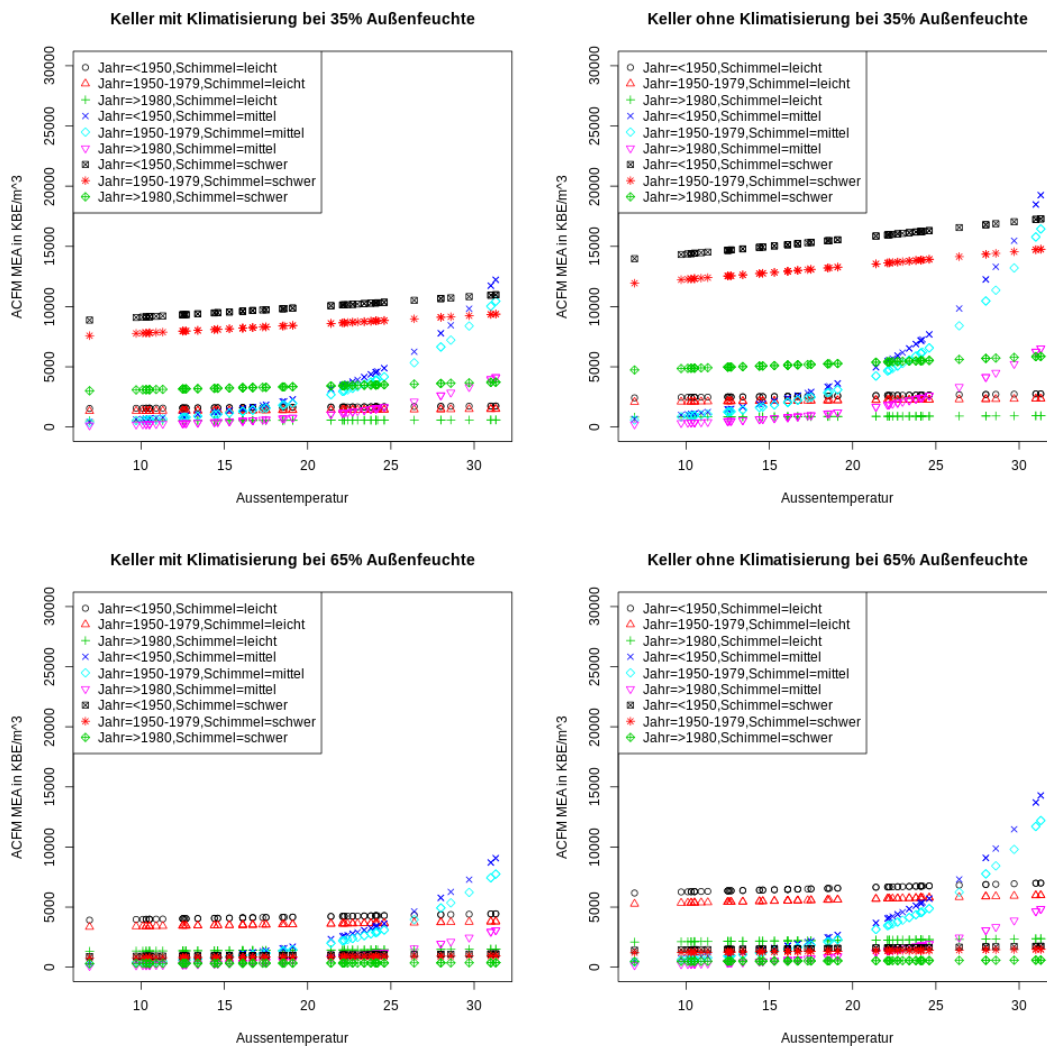 Keller mit Klimatisierung bei 35% Außenfeuchte
ACFM MEA in KBE/m^3
30000
25000
20000
15000
10000
5000
0
Jahr=<1950,Schimmel=leicht
Jahr=1950-1979,Schimmel=leicht
Jahr=>1980,Schimmel=leicht
Jahr=<1950,Schimmel=mittel
Jahr=1950-1979,Schimmel=mittel
Jahr=>1980,Schimmel=mittel
Jahr=<1950,Schimmel=schwer
Jahr=1950-1979,Schimmel=schwer
Jahr=>1980,Schimmel=schwer
10 15 20 25 30
Aussentemperatur
Keller ohne Klimatisierung bei 35% Außenfeuchte
ACFM MEA in KBE/m^3
30000
25000
20000
15000
10000
5000
0
Jahr=<1950,Schimmel=leicht
Jahr=1950-1979,Schimmel=leicht
Jahr=>1980,Schimmel=leicht
Jahr=<1950,Schimmel=mittel
Jahr=1950-1979,Schimmel=mittel
Jahr=>1980,Schimmel=mittel
Jahr=<1950,Schimmel=schwer
Jahr=1950-1979,Schimmel=schwer
Jahr=>1980,Schimmel=schwer
10 15 20 25 30
Aussentemperatur
Keller mit Klimatisierung bei 65% Außenfeuchte
ACFM MEA in KBE/m^3
30000
25000
20000
15000
10000
5000
0
Jahr=<1950,Schimmel=leicht
Jahr=1950-1979,Schimmel=leicht
Jahr=>1980,Schimmel=leicht
Jahr=<1950,Schimmel=mittel
Jahr=1950-1979,Schimmel=mittel
Jahr=>1980,Schimmel=mittel
Jahr=<1950,Schimmel=schwer
Jahr=1950-1979,Schimmel=schwer
Jahr=>1980,Schimmel=schwer
10 15 20 25 30
Aussentemperatur
Keller ohne Klimatisierung bei 65% Außenfeuchte
ACFM MEA in KBE/m^3
30000
25000
20000
15000
10000
5000
0
Jahr=<1950,Schimmel=leicht
Jahr=1950-1979,Schimmel=leicht
Jahr=>1980,Schimmel=leicht
Jahr=<1950,Schimmel=mittel
Jahr=1950-1979,Schimmel=mittel
Jahr=>1980,Schimmel=mittel
Jahr=<1950,Schimmel=schwer
Jahr=1950-1979,Schimmel=schwer
Jahr=>1980,Schimmel=schwer
10 15 20 25 30
Aussentemperatur